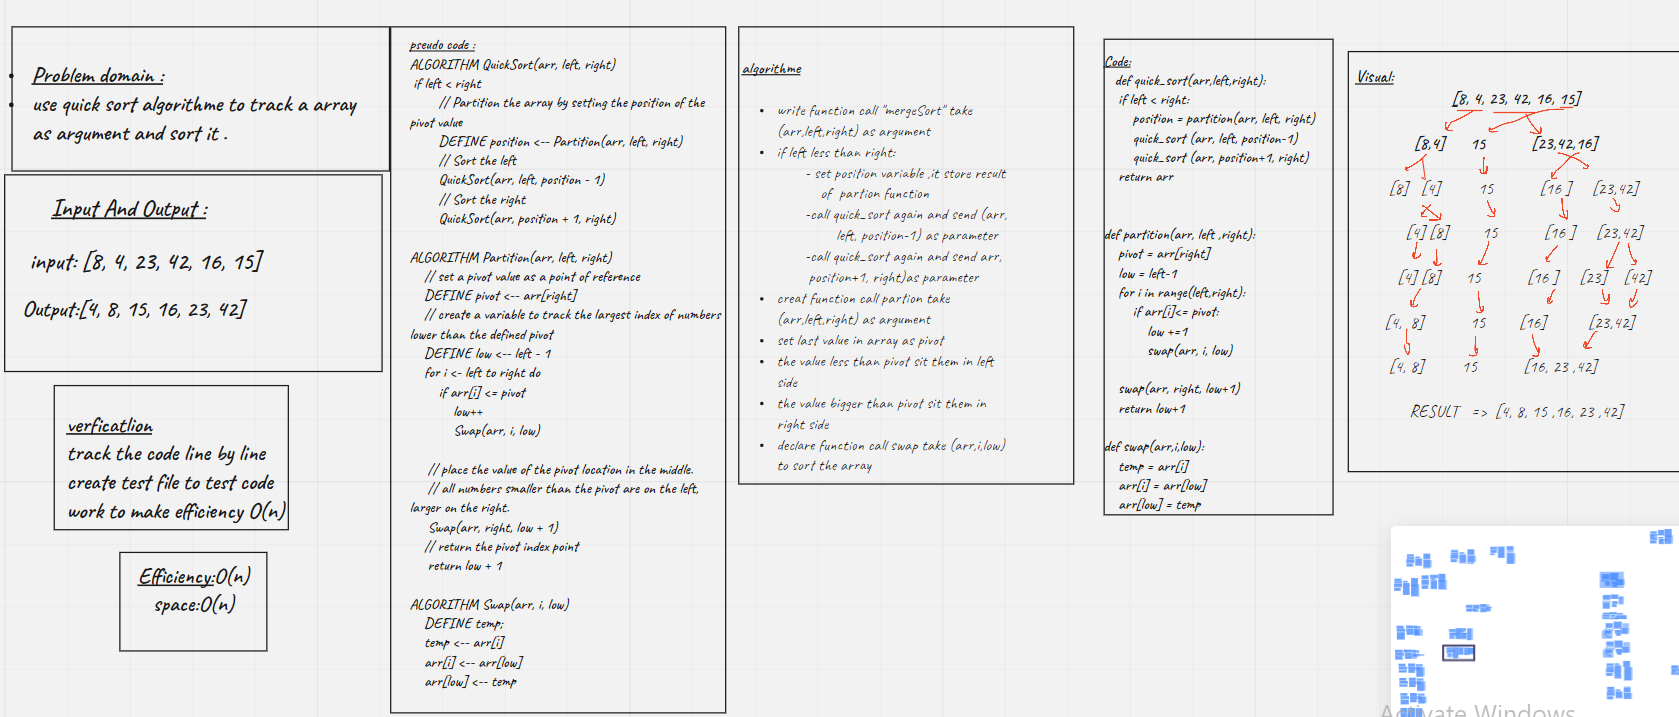 Problem domain :
use quick sort algorithme to track a array
as argument and sort it .
Input And Output :
input: [8, 4, 23, 42, 16, 15]
Output:[4, 8, 15, 16, 23, 42]
verficatlion
track the code line by line
create test file to test code
work to make efficiency O(n)
Efficiency:O(n)
space:O(n)
pseudo code :
ALGORITHM QuickSort(arr, left, right)
if left < right
// Partition the array by setting the position of the
pivot value
DEFINE position <-- Partition(arr, left, right)
// Sort the left
QuickSort(arr, left, position - 1)
// Sort the right
QuickSort(arr, position + 1, right)
ALGORITHM Partition(arr, left, right)
// set a pivot value as a point of reference
DEFINE pivot <-- arr[right]
// create a variable to track the largest index of numbers
lower than the defined pivot
DEFINE low <-- left - 1
for i <- left to right do
if arr[i] <= pivot
low++
Swap(arr, i, low)
// place the value of the pivot location in the middle.
// all numbers smaller than the pivot are on the left,
larger on the right.
Swap(arr, right, low + 1)
// return the pivot index point
return low + 1
ALGORITHM Swap(arr, i, low)
DEFINE temp;
temp <-- arr[i]
arr[i] <-- arr[low]
arr[low] <-- temp
algorithme
write function call "mergeSort" take
(arr,left,right) as argument
if left less than right:
- set position variable ,it store result
of partion function
-call quick_sort again and send (arr,
left, position-1) as parameter
-call quick_sort again and send arr,
position+1, right)as parameter
creat function call partion take
(arr,left,right) as argument
set last value in array as pivot
the value less than pivot sit them in left
side
the value bigger than pivot sit them in
right side
declare function call swap take (arr,i,low)
to sort the array
Code:
def quick_sort(arr,left,right):
if left < right:
position = partition(arr, left, right)
quick_sort (arr, left, position-1)
quick_sort (arr, position+1, right)
return arr
def partition(arr, left ,right):
pivot = arr[right]
low = left-1
for i in range(left,right):
if arr[i]<= pivot:
low +=1
swap(arr, i, low)
swap(arr, right, low+1)
return low+1
def swap(arr,i,low):
temp = arr[i]
arr[i] = arr[low]
arr[low] = temp
Visual:
[8, 4, 23, 42, 16, 15]
[8,4] 15 [23,42,16]
[8] [4] 15 [16 ] [23,42]
[4] [8] 15 [16 ] [23,42]
[4] [8] 15 [16 ] [23] [42]
[4, 8] 15 [16] [23,42]
[4, 8] 15 [16, 23 ,42]
RESULT => [4, 8, 15 ,16, 23 ,42]
Activate Windows